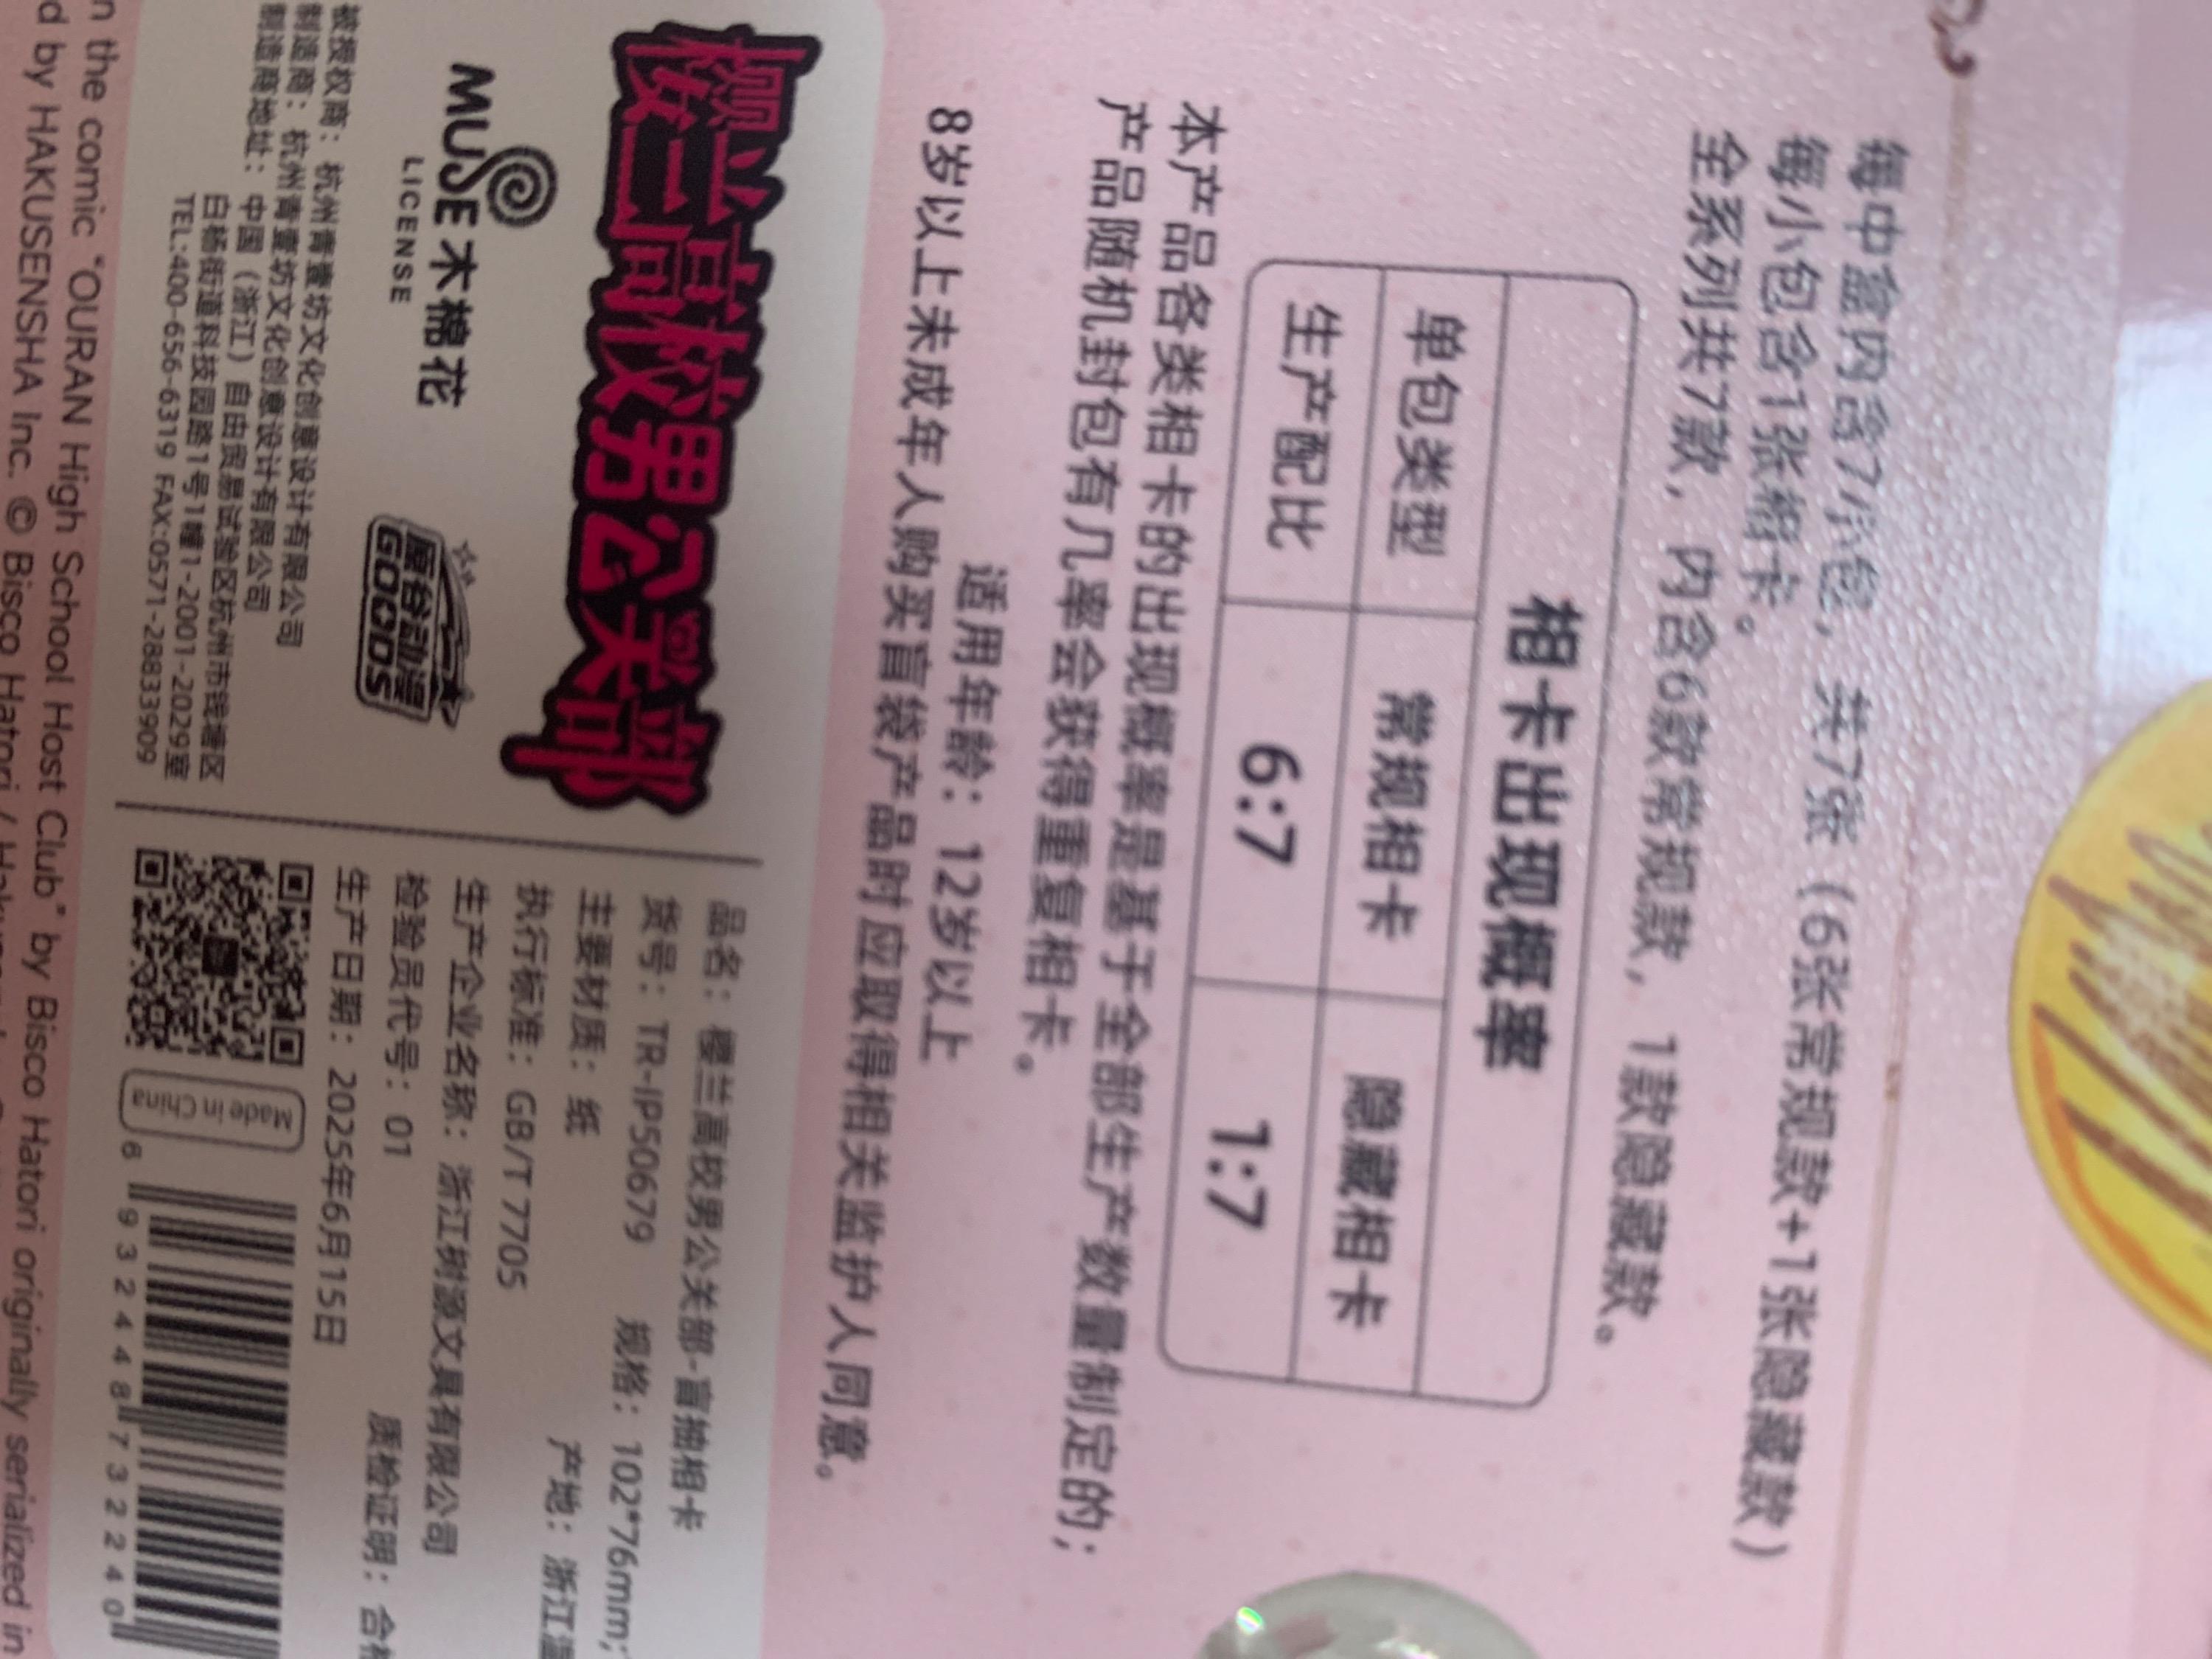 每中盒内含7小包，共7张（6张常规款+1张隐藏款）
每小包含1张相卡。
全系列共7款，内含6款常规款，1款隐藏款。
相卡出现概率
单包类型 常规相卡 隐藏相卡
生产配比 6:7 1:7
本产品各类相卡的出现概率是基于全部生产数量制定的；
产品随机封包有几率会获得重复相卡。
适用年龄：12岁以上
8岁以上未成年人购买盲袋产品时应取得相关监护人同意。
樱兰高校男公关部
MUSE木棉花
LICENSE
GOODS
被授权商：杭州青壹坊文化创意设计有限公司
制造商：杭州青壹坊文化创意设计有限公司
制造商地址：中国（浙江）自由贸易试验区杭州市钱塘区
白杨街道科技园路1号1幢1-2001-2029室
TEL:400-656-6319 FAX:0571-28833909
品名：樱兰高校男公关部-盲抽相卡
货号：TR-IP50679 规格：102*76mm;
主要材质：纸 产地：浙江
执行标准：GB/T 7705
生产企业名称：浙江树源文具有限公司
检验员代号：01 质检证明：合格
生产日期：2025年6月15日
Made in China
6 932448 732240
n the comic "OURAN High School Host Club" by Bisco Hatori originally serialized in
d by HAKUSENSHA Inc. © Bisco Hatori /